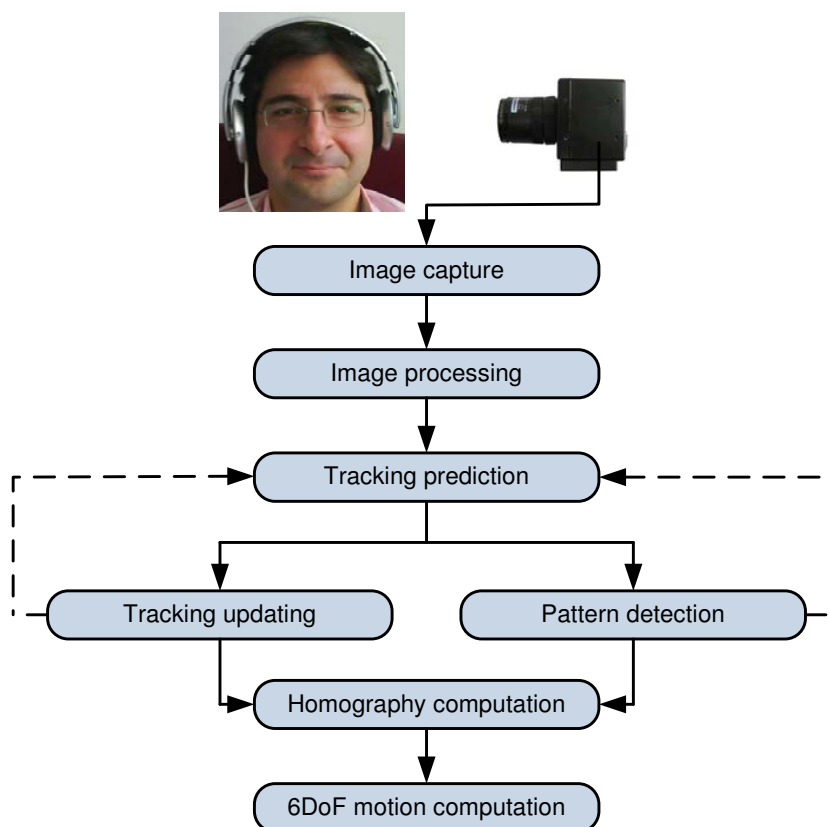 Image capture
Image processing
Tracking prediction
Tracking updating
Pattern detection
Homography computation
6DoF motion computation